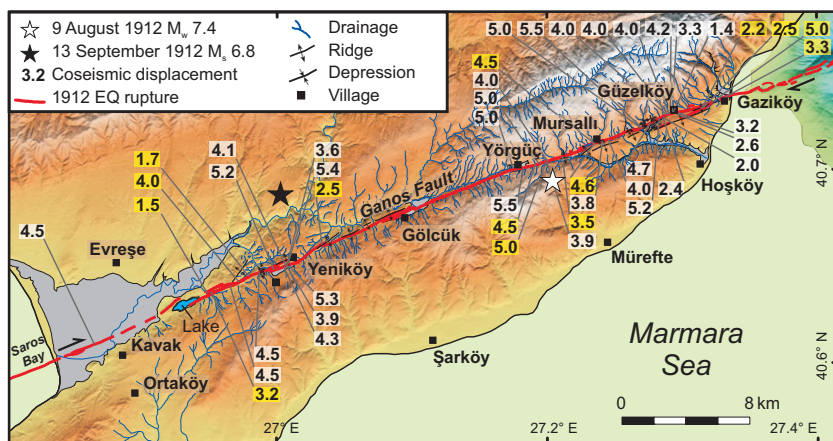 9 August 1912 Mw 7.4
13 September 1912 Ms 6.8
3.2 Coseismic displacement
1912 EQ rupture
Drainage
Ridge
Depression
Village
5.0 5.5 4.0 4.0 4.0 4.2 3.3 1.4 2.2 2.5 5.0
3.3
4.5
4.0
5.0
5.0
Güzelköy
Gaziköy
Mursallı
Yörgüç
3.2
2.6
2.0
Hoşköy
40.7° N
4.7
4.0 2.4
5.2
4.6
3.8
3.5
3.9
5.5
4.5
5.0
Mürefte
Ganos Fault
Gölcük
3.6
5.4
2.5
4.1
5.2
1.7
4.0
1.5
4.5
Evreşe
Yeniköy
5.3
3.9
4.3
Lake
Saros
Bay
Kavak
4.5
4.5
3.2
Ortaköy
Şarköy
Marmara
Sea
40.6° N
0 8 km
27° E
27.2° E
27.4° E